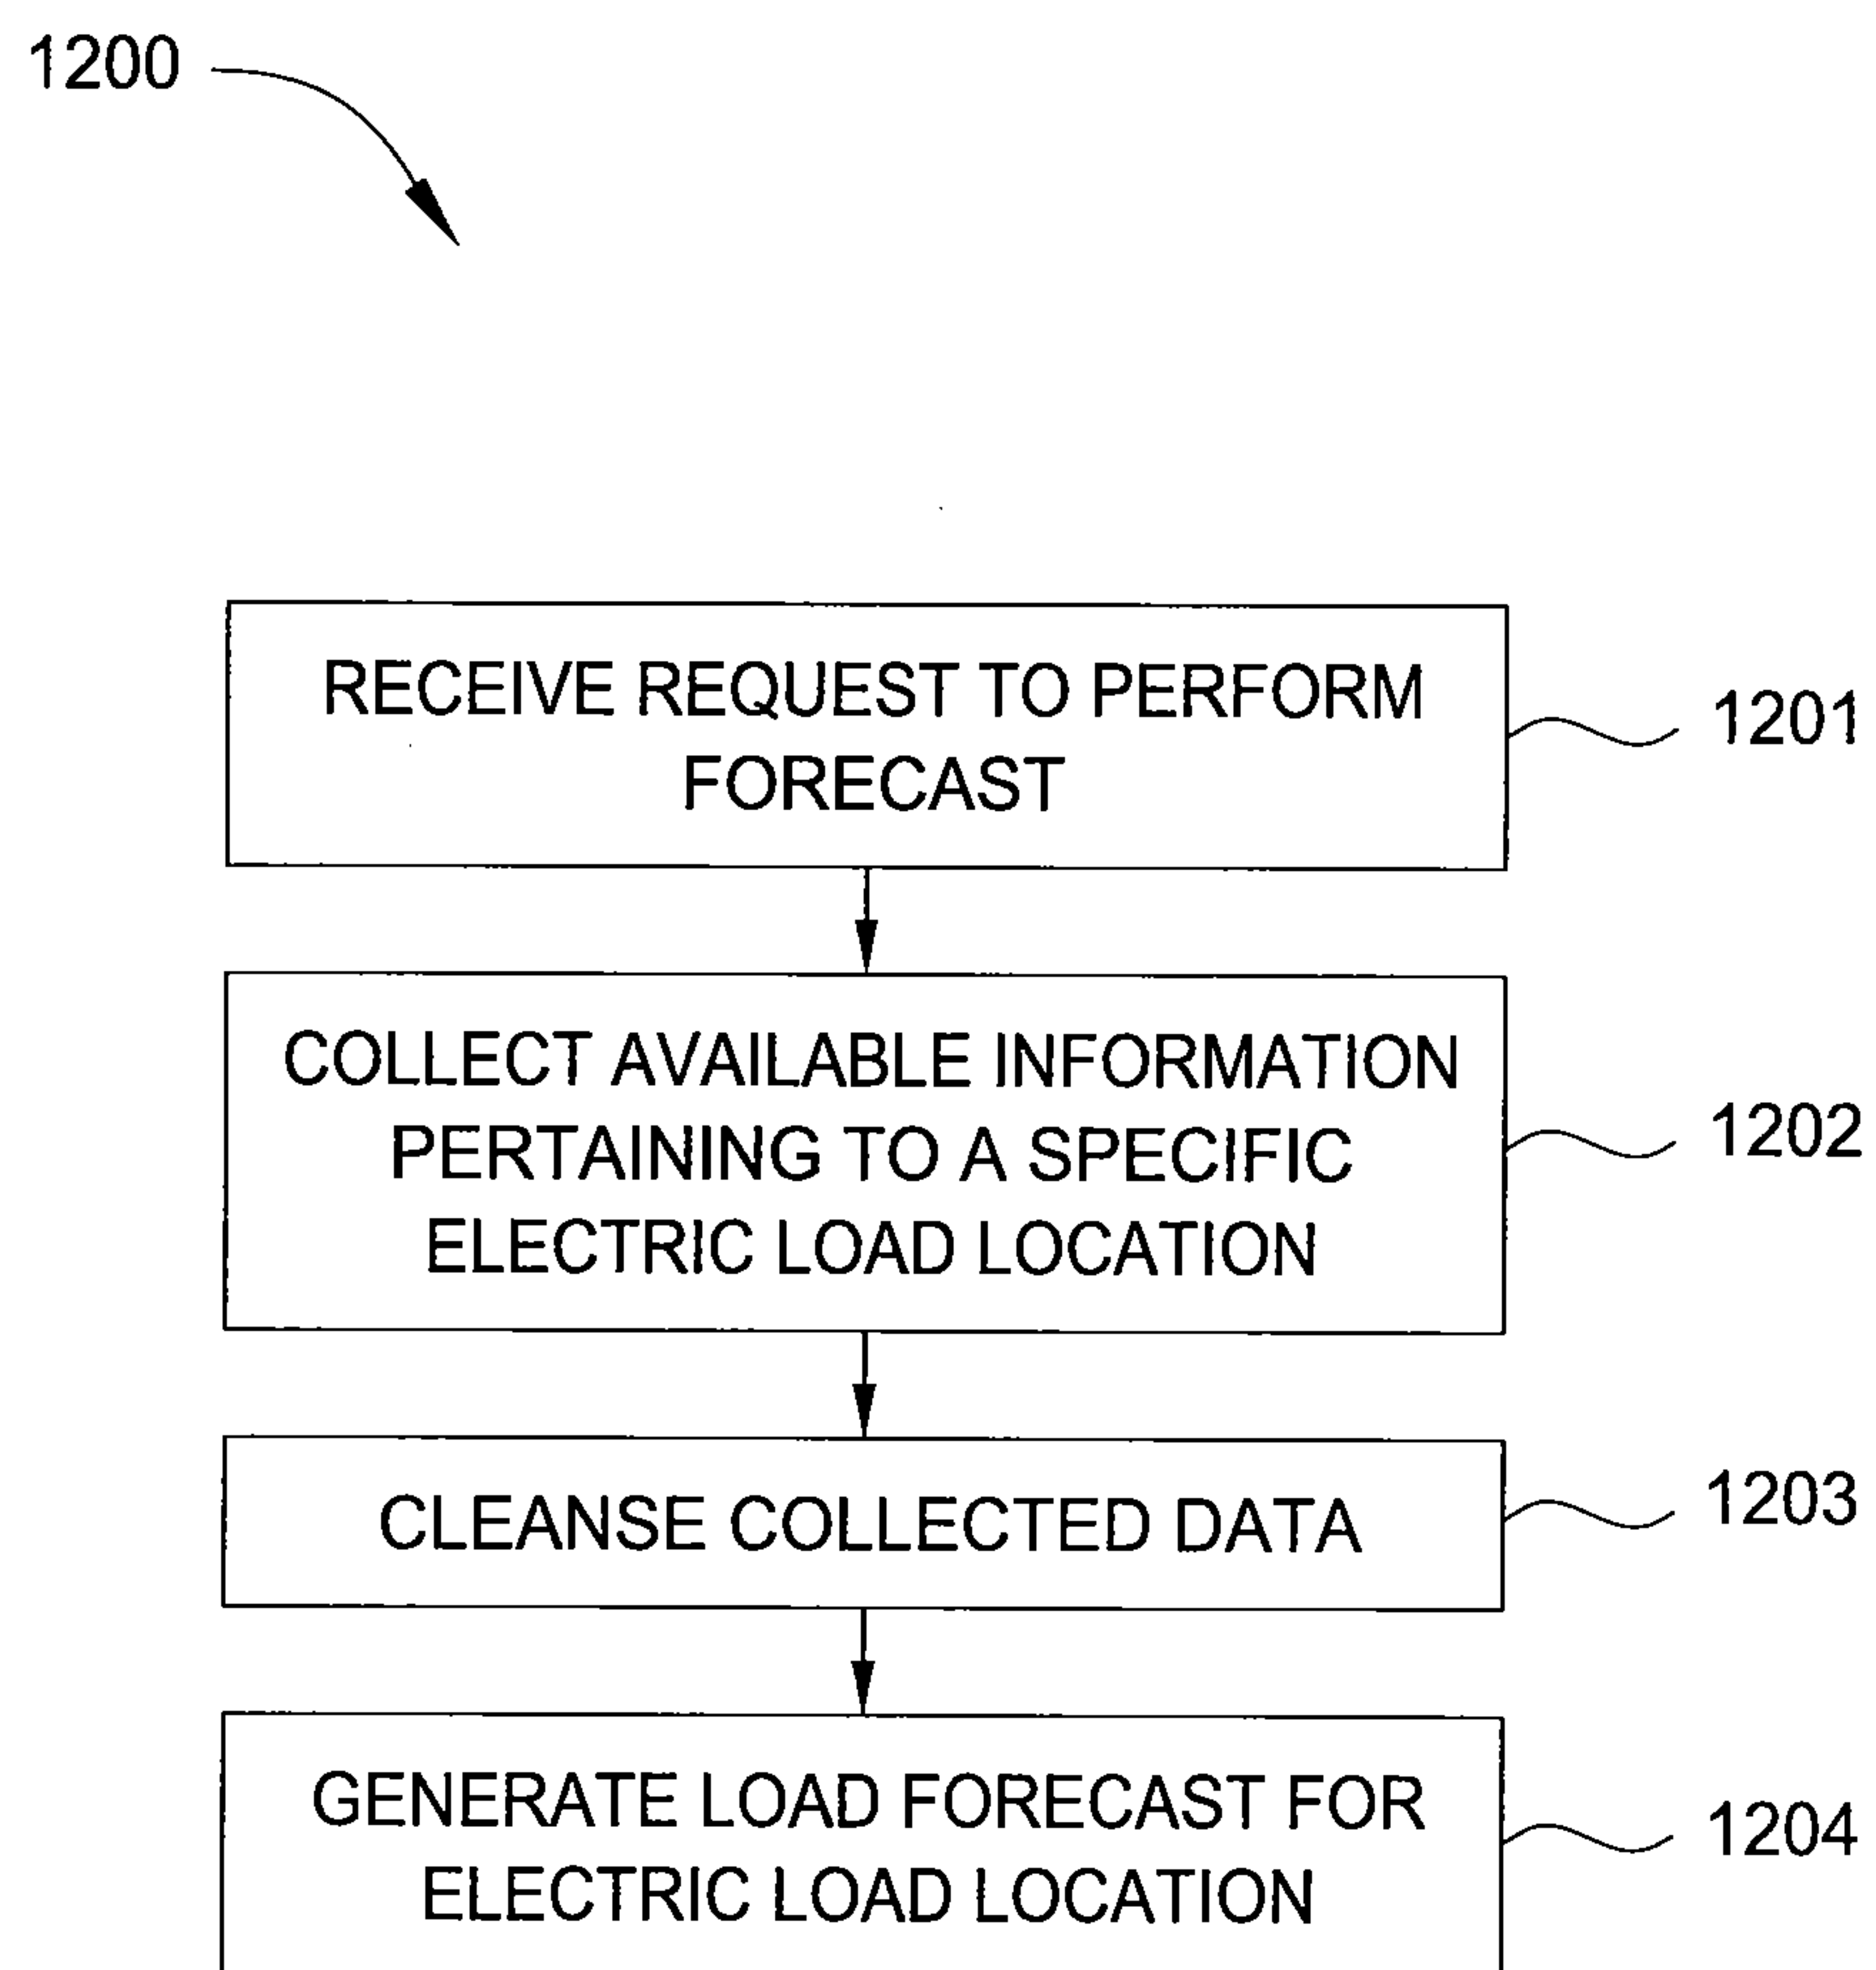 1200
RECEIVE REQUEST TO PERFORM
FORECAST
1201
COLLECT AVAILABLE INFORMATION
PERTAINING TO A SPECIFIC
ELECTRIC LOAD LOCATION
1202
CLEANSE COLLECTED DATA
1203
GENERATE LOAD FORECAST FOR
ELECTRIC LOAD LOCATION
1204